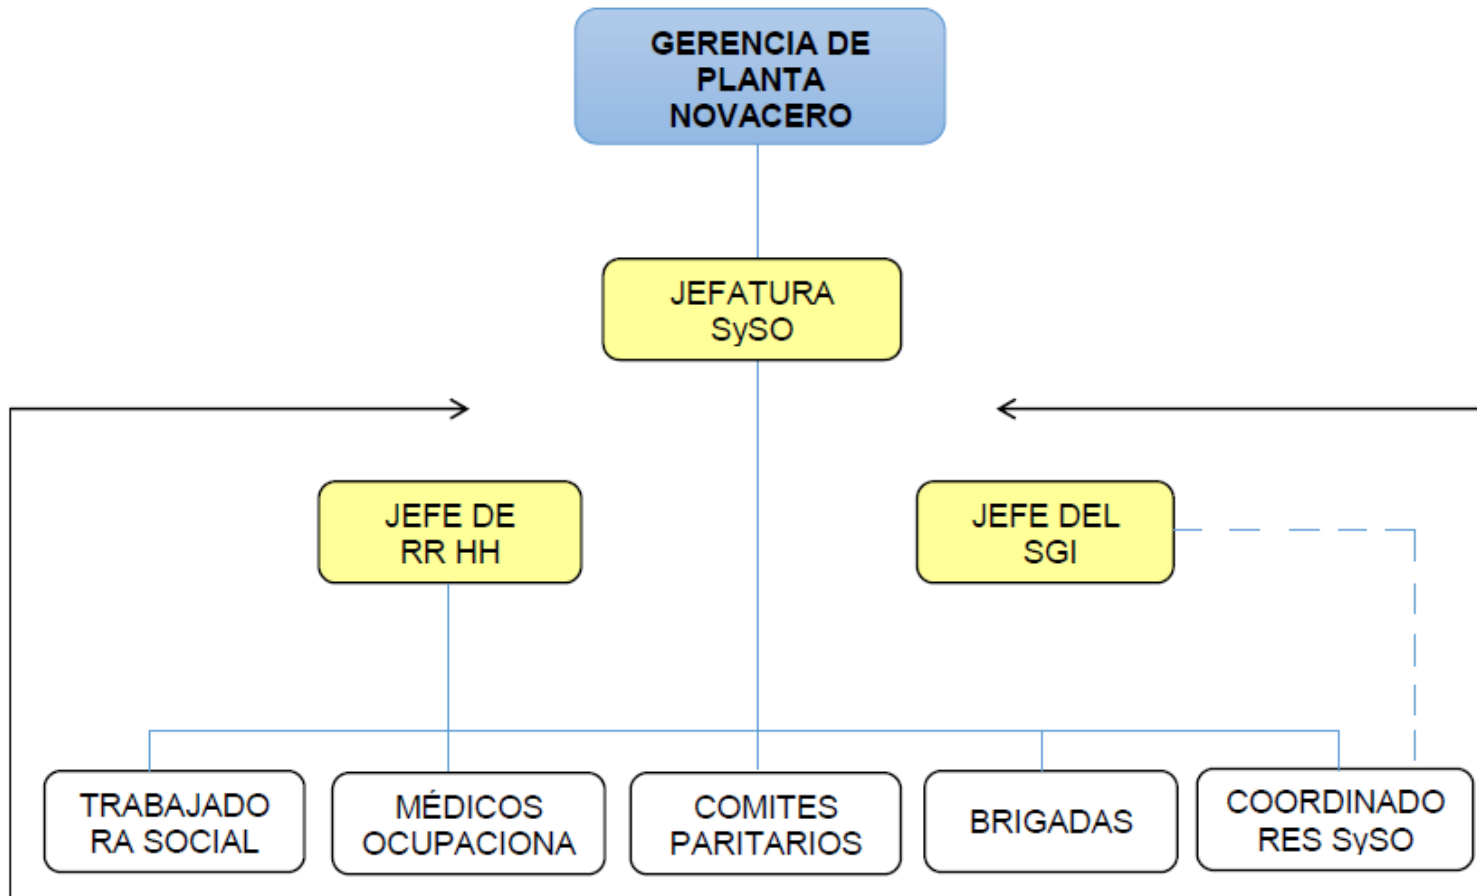 GERENCIA DE
PLANTA
NOVACERO
JEFATURA
SySO
JEFE DE
RR HH
JEFE DEL
SGI
TRABAJADO
RA SOCIAL
MÉDICOS
OCUPACIONA
COMITES
PARITARIOS
BRIGADAS
COORDINADO
RES SySO